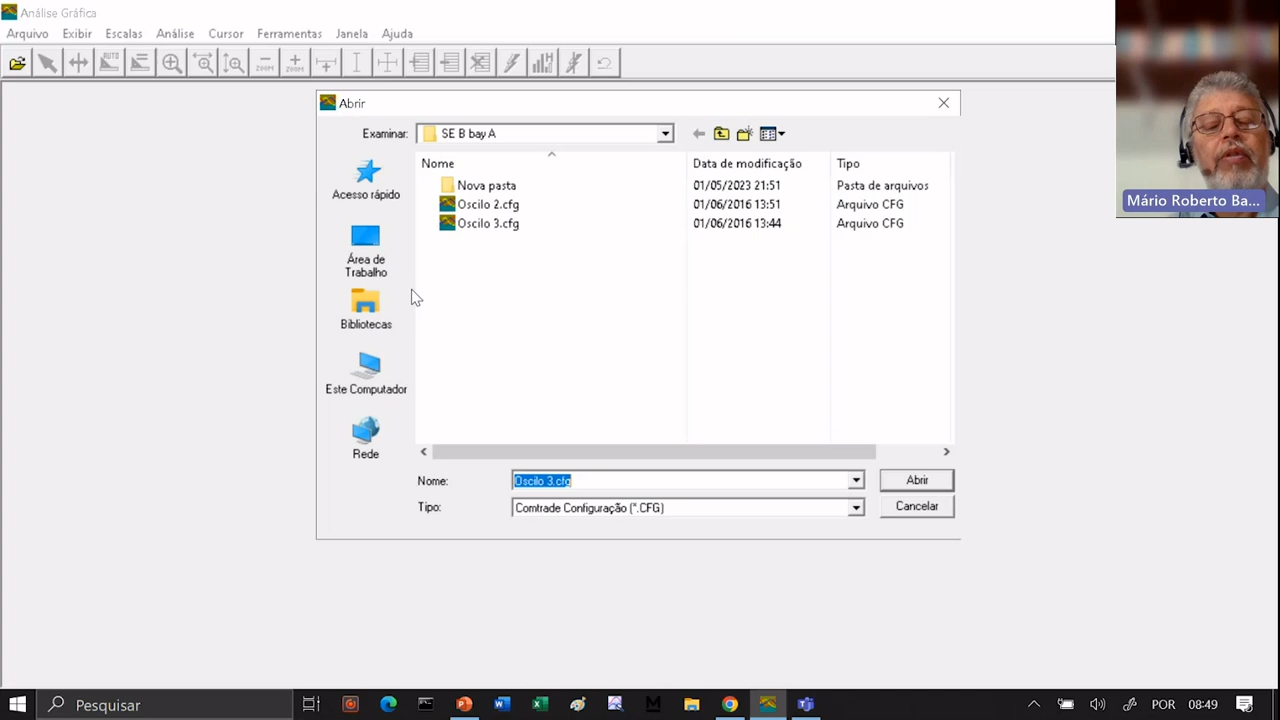 Análise Gráfica
Arquivo Exibir Escalas Análise Cursor Ferramentas Janela Ajuda
AUTO
ZOOM ZOOM
Abrir
Examinar: SE B bay A
Nome Data de modificação Tipo
Nova pasta 01/05/2023 21:51 Pasta de arquivos
Oscilo 2.cfg 01/06/2016 13:51 Arquivo CFG
Oscilo 3.cfg 01/06/2016 13:44 Arquivo CFG
Acesso rápido
Área de
Trabalho
Bibliotecas
Este Computador
Rede
Nome: Oscilo 3.cfg Abrir
Tipo: Comtrade Configuração (*.CFG) Cancelar
Mário Roberto Ba...
Pesquisar
POR 08:49